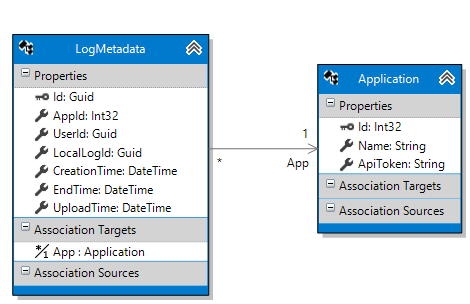 LogMetadata
Properties
Id: Guid
AppId: Int32
UserId: Guid
LocalLogId: Guid
CreationTime: DateTime
EndTime: DateTime
UploadTime: DateTime
Association Targets
*/1 App : Application
Association Sources
1
*
App
Application
Properties
Id: Int32
Name: String
ApiToken: String
Association Targets
Association Sources